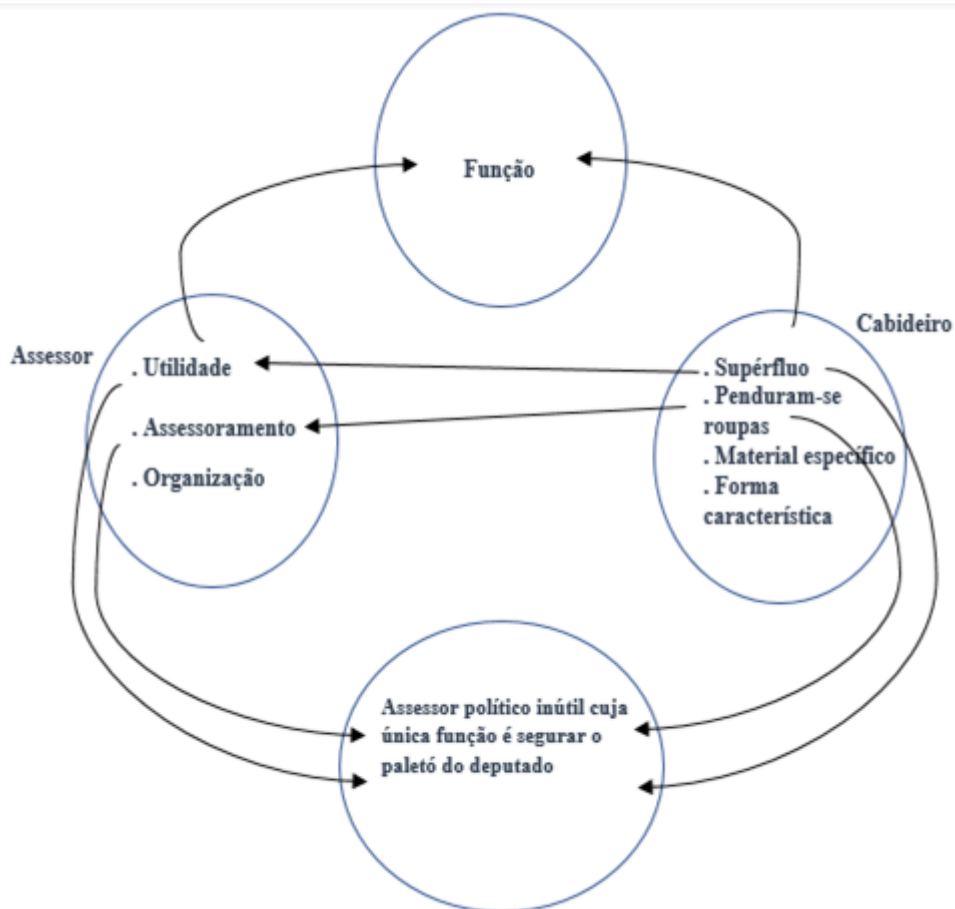 Função
Assessor
. Utilidade
. Assessoramento
. Organização
Cabideiro
. Supérfluo
. Penduram-se
roupas
. Material específico
. Forma
característica
Assessor político inútil cuja
única função é segurar o
paletó do deputado